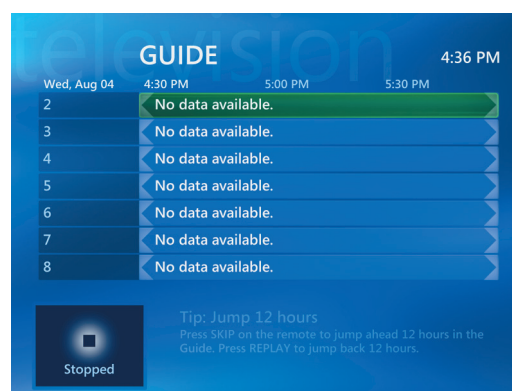 television
GUIDE 4:36 PM
Wed, Aug 04 4:30 PM 5:00 PM 5:30 PM
2 No data available.
3 No data available.
4 No data available.
5 No data available.
6 No data available.
7 No data available.
8 No data available.
Tip: Jump 12 hours
Press SKIP on the remote to jump ahead 12 hours in the
Guide. Press REPLAY to jump back 12 hours.
Stopped